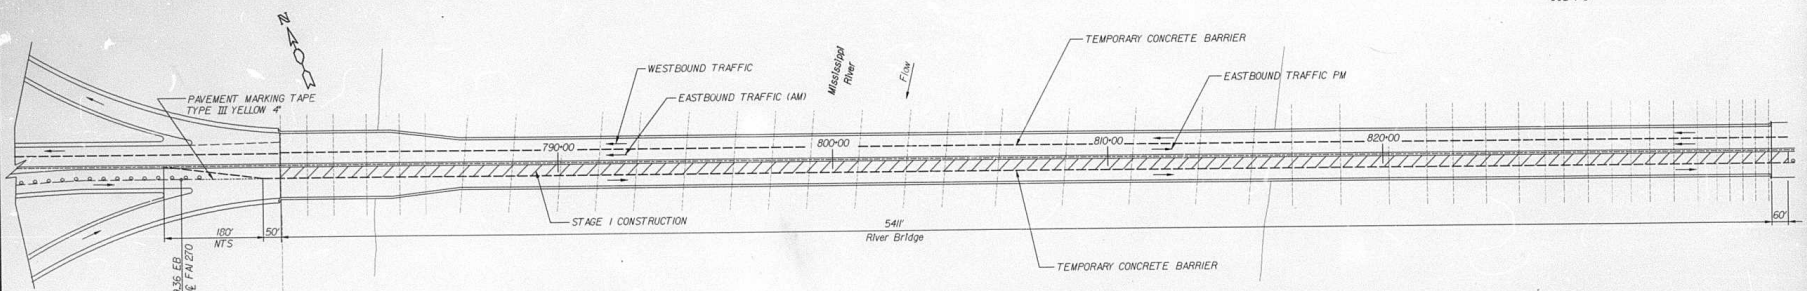 N
TEMPORARY CONCRETE BARRIER
Mississippi
River
Flow
WESTBOUND TRAFFIC
EASTBOUND TRAFFIC PM
PAVEMENT MARKING TAPE
TYPE III YELLOW 4"
EASTBOUND TRAFFIC (AM)
790+00
800+00
810+00
820+00
STAGE I CONSTRUCTION
180'
NTS
50'
5411'
River Bridge
60'
TEMPORARY CONCRETE BARRIER
36 EB
℄ FAI 270